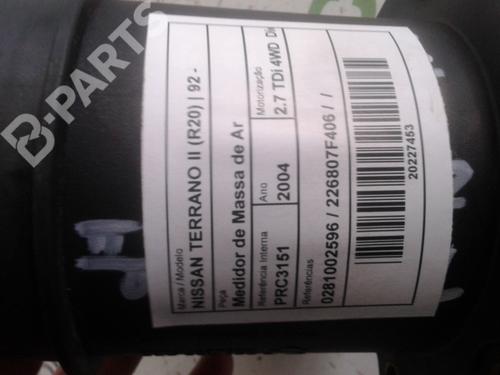 B-PARTS
Marca / Modelo
NISSAN TERRANO II (R20) | 92 -
Peça
Medidor de Massa de Ar
Referência Interna
Ano
Motorização
PRC3151
2004
2.7 TDi 4WD
Referências
0281002596 / 226807F406 / /
20227453